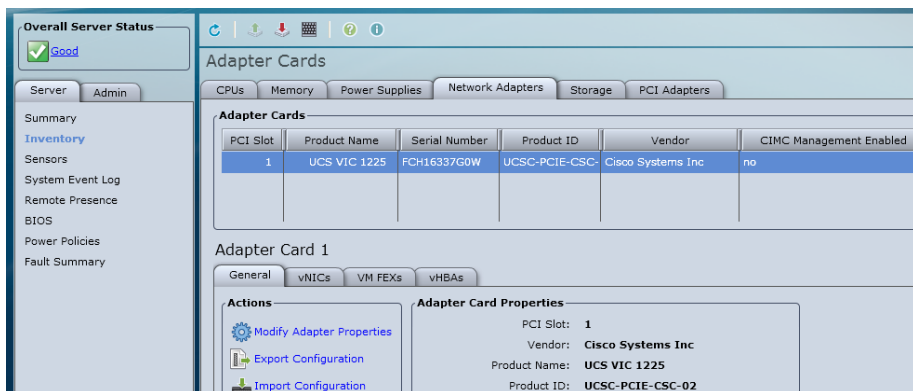 Overall Server Status
Good
Server Admin
Summary
Inventory
Sensors
System Event Log
Remote Presence
BIOS
Power Policies
Fault Summary
Adapter Cards
CPUs Memory Power Supplies Network Adapters Storage PCI Adapters
Adapter Cards
PCI Slot Product Name Serial Number Product ID Vendor CIMC Management Enabled
1 UCS VIC 1225 FCH16337G0W UCSC-PCIE-CSC- Cisco Systems Inc no
Adapter Card 1
General vNICs VM FEXs vHBAs
Actions
Modify Adapter Properties
Export Configuration
Import Configuration
Adapter Card Properties
PCI Slot: 1
Vendor: Cisco Systems Inc
Product Name: UCS VIC 1225
Product ID: UCSC-PCIE-CSC-02